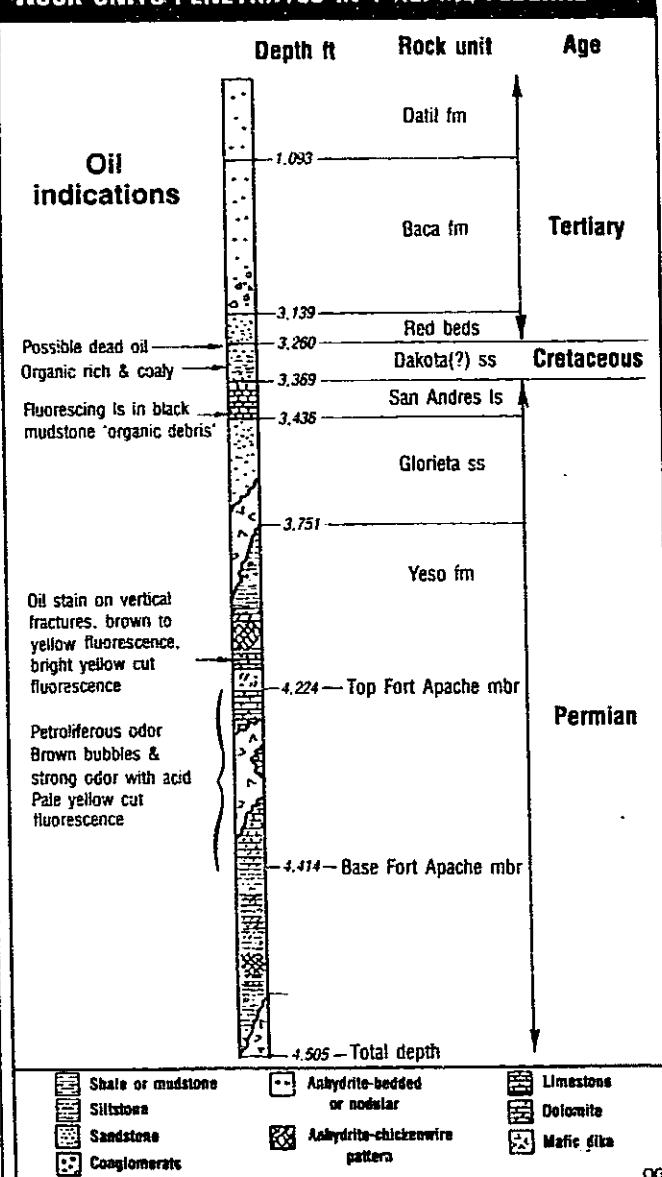 Depth ft Rock unit Age
Oil
indications
Datil fm
1,093
Baca fm
Tertiary
3,139
Red beds
Possible dead oil
3,260
Organic rich & coaly
Dakota(?) ss
Cretaceous
3,369
San Andres ls
Fluorescing ls in black
mudstone 'organic debris'
3,436
Glorieta ss
3,751
Yeso fm
Oil stain on vertical
fractures, brown to
yellow fluorescence,
bright yellow cut
fluorescence
4,224 – Top Fort Apache mbr
Permian
Petroliferous odor
Brown bubbles &
strong odor with acid
Pale yellow cut
fluorescence
4,414 – Base Fort Apache mbr
4,505 – Total depth
Shale or mudstone
Siltstone
Sandstone
Conglomerate
Anhydrite-bedded
or nodular
Anhydrite-chickenwire
pattern
Limestone
Dolomite
Mafic dike